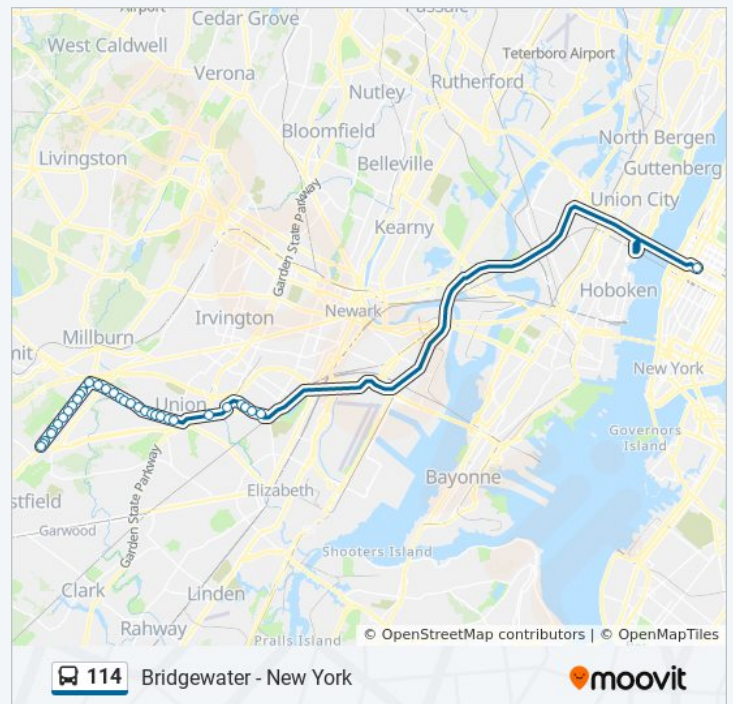 Cedar Grove
West Caldwell
Teterboro Airport
Verona
Rutherford
Nutley
Bloomfield
North Bergen
Livingston
Belleville
Guttenberg
Garden State Parkway
Union City
Kearny
Newark
Hoboken
Irvington
Millburn
New York
Union
Governors
Island
Bayonne
Elizabeth
Garden State Parkway
stfield
Garwood
Shooters Island
Clark
Linden
Rahway
Pralls Island
© OpenStreetMap contributors | © OpenMapTiles
114 Bridgewater - New York
moovit